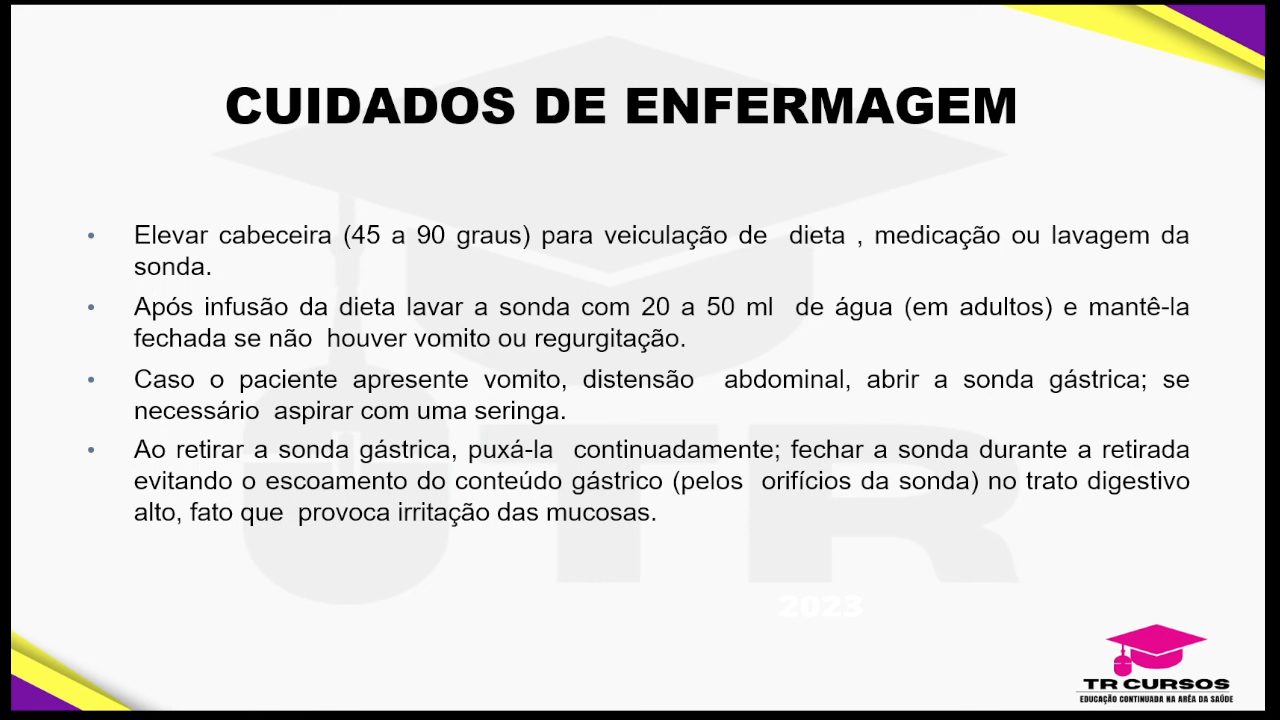 CUIDADOS DE ENFERMAGEM
• Elevar cabeceira (45 a 90 graus) para veiculação de dieta , medicação ou lavagem da
sonda.
• Após infusão da dieta lavar a sonda com 20 a 50 ml de água (em adultos) e mantê-la
fechada se não houver vomito ou regurgitação.
• Caso o paciente apresente vomito, distensão abdominal, abrir a sonda gástrica; se
necessário aspirar com uma seringa.
• Ao retirar a sonda gástrica, puxá-la continuadamente; fechar a sonda durante a retirada
evitando o escoamento do conteúdo gástrico (pelos orifícios da sonda) no trato digestivo
alto, fato que provoca irritação das mucosas.
TR
2023
TR CURSOS
EDUCAÇÃO CONTINUADA NA ARÊA DA SAÚDE